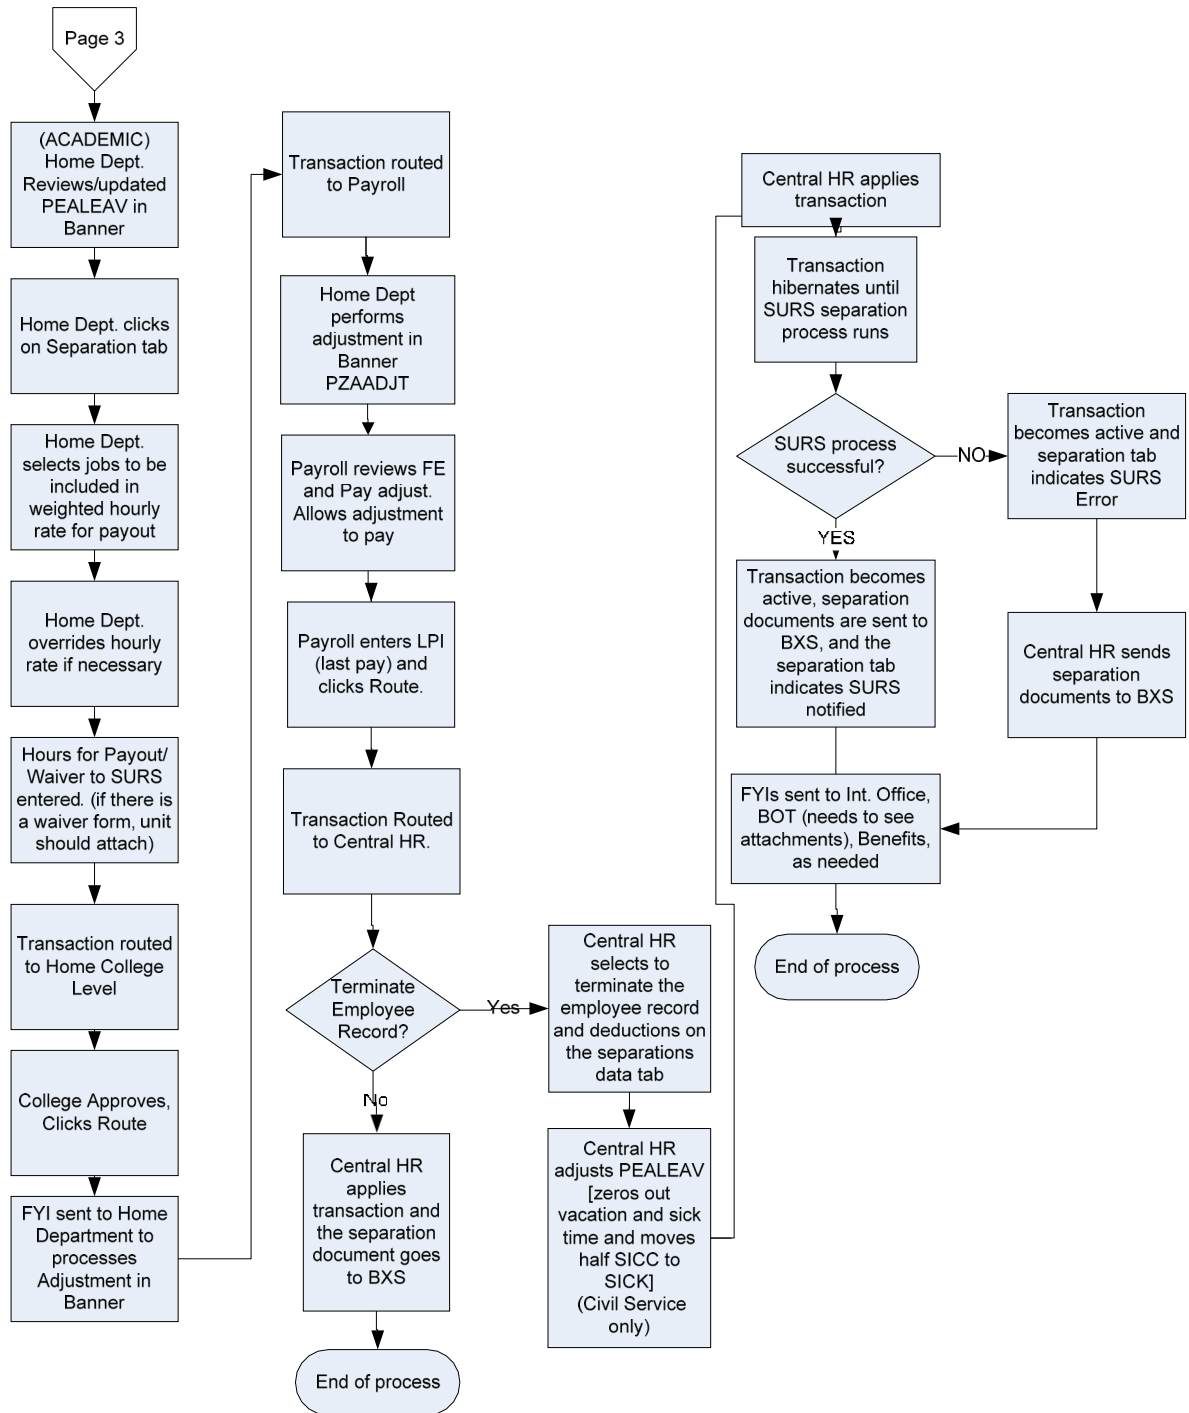 Page 3
(ACADEMIC)
Home Dept.
Reviews/updated
PEALEAV in
Banner
Home Dept. clicks
on Separation tab
Home Dept.
selects jobs to be
included in
weighted hourly
rate for payout
Home Dept.
overrides hourly
rate if necessary
Hours for Payout/
Waiver to SURS
entered. (if there is
a waiver form, unit
should attach)
Transaction routed
to Home College
Level
College Approves,
Clicks Route
FYI sent to Home
Department to
processes
Adjustment in
Banner
Transaction routed
to Payroll
Home Dept
performs
adjustment in
Banner
PZAADJT
Payroll reviews FE
and Pay adjust.
Allows adjustment
to pay
Payroll enters LPI
(last pay) and
clicks Route.
Transaction Routed
to Central HR.
Terminate
Employee
Record?
Yes
No
Central HR
applies
transaction and
the separation
document goes
to BXS
End of process
Central HR
selects to
terminate the
employee record
and deductions on
the separations
data tab
Central HR
adjusts PEALEAV
[zeros out
vacation and sick
time and moves
half SICC to
SICK]
(Civil Service
only)
Central HR applies
transaction
Transaction
hibernates until
SURS separation
process runs
SURS process
successful?
NO
YES
Transaction
becomes active and
separation tab
indicates SURS
Error
Central HR sends
separation
documents to BXS
Transaction becomes
active, separation
documents are sent to
BXS, and the
separation tab
indicates SURS
notified
FYIs sent to Int. Office,
BOT (needs to see
attachments), Benefits,
as needed
End of process